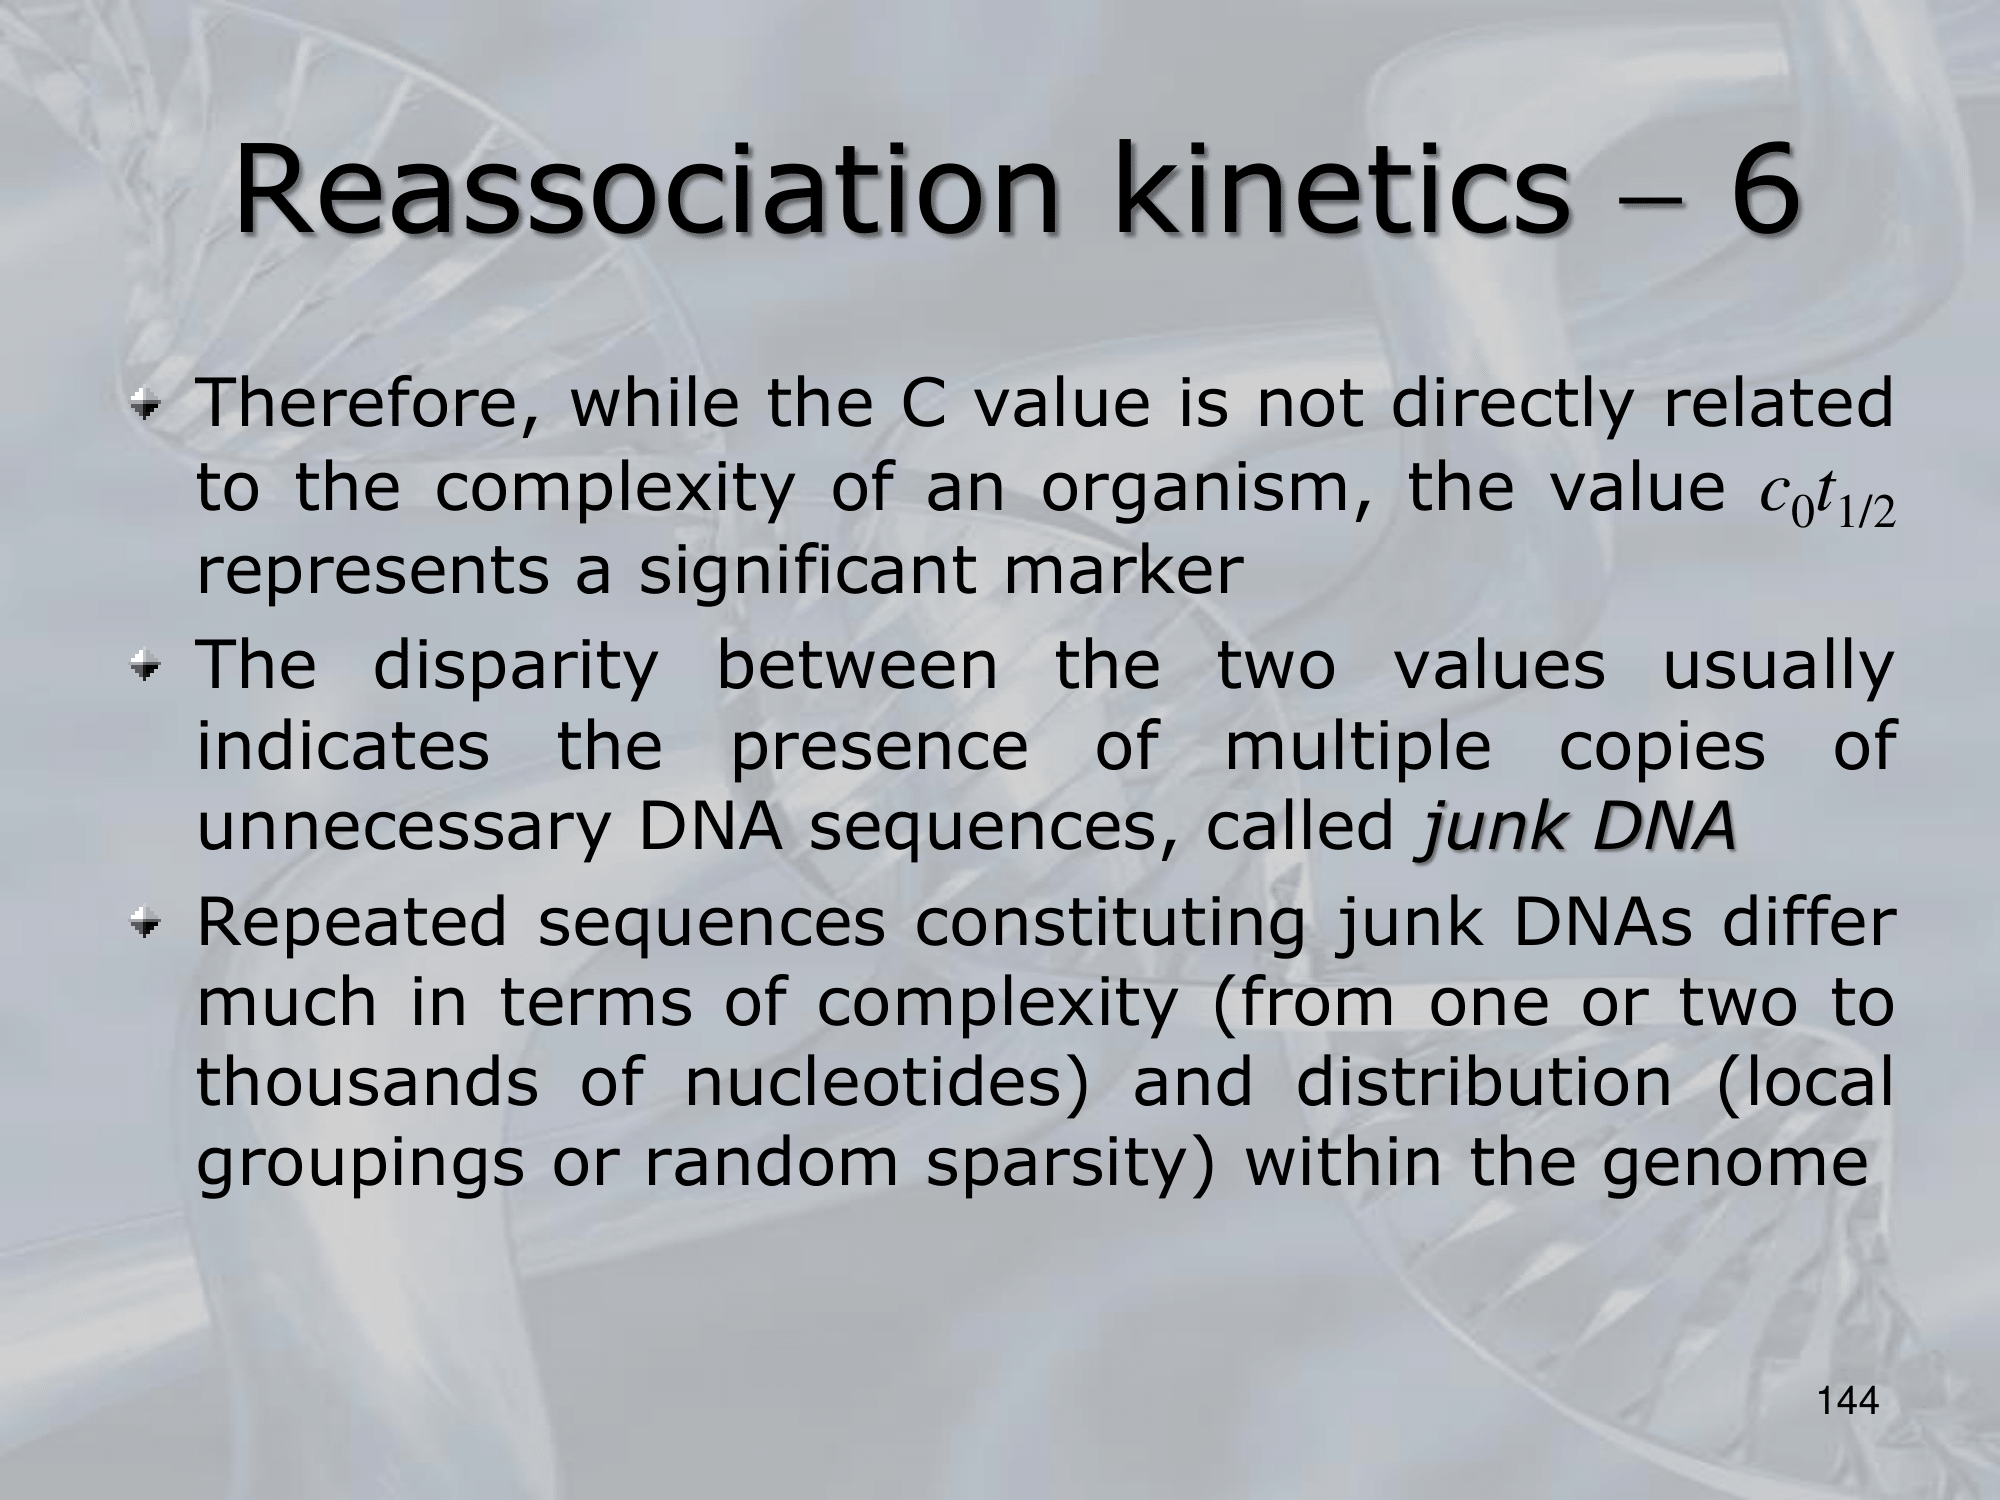 Reassociation kinetics – 6
Therefore, while the C value is not directly related
to the complexity of an organism, the value c₀t₁/₂
represents a significant marker
The disparity between the two values usually
indicates the presence of multiple copies of
unnecessary DNA sequences, called junk DNA
Repeated sequences constituting junk DNAs differ
much in terms of complexity (from one or two to
thousands of nucleotides) and distribution (local
groupings or random sparsity) within the genome
144